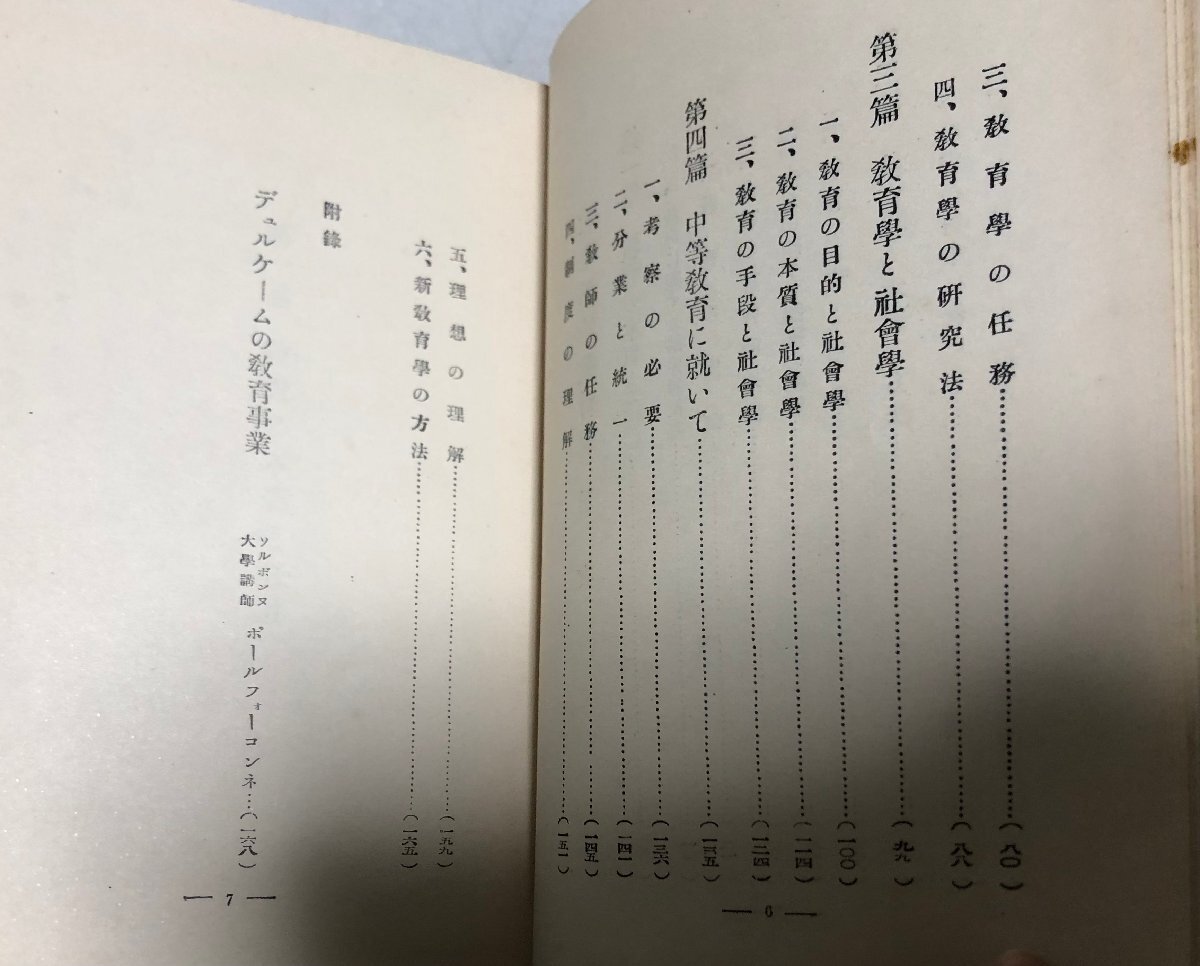 三、教育學の任務……（八〇）
四、教育學の研究法……（八八）
第三篇　教育學と社會學……（九九）
一、教育の目的と社會學……（一〇〇）
二、教育の本質と社會學……（一一四）
三、教育の手段と社會學……（一二四）
第四篇　中等教育に就いて……（一三五）
一、考察の必要……（一三六）
二、分業と統一……（一四一）
三、教師の任務……（一四五）
四、制度の理解……（一五一）
6
五、理想の理解……（一五九）
六、新教育學の方法……（一六五）
附錄
デュルケームの教育事業　ソルボンヌ大學講師　ポールフォーコンネ…（一六八）
7